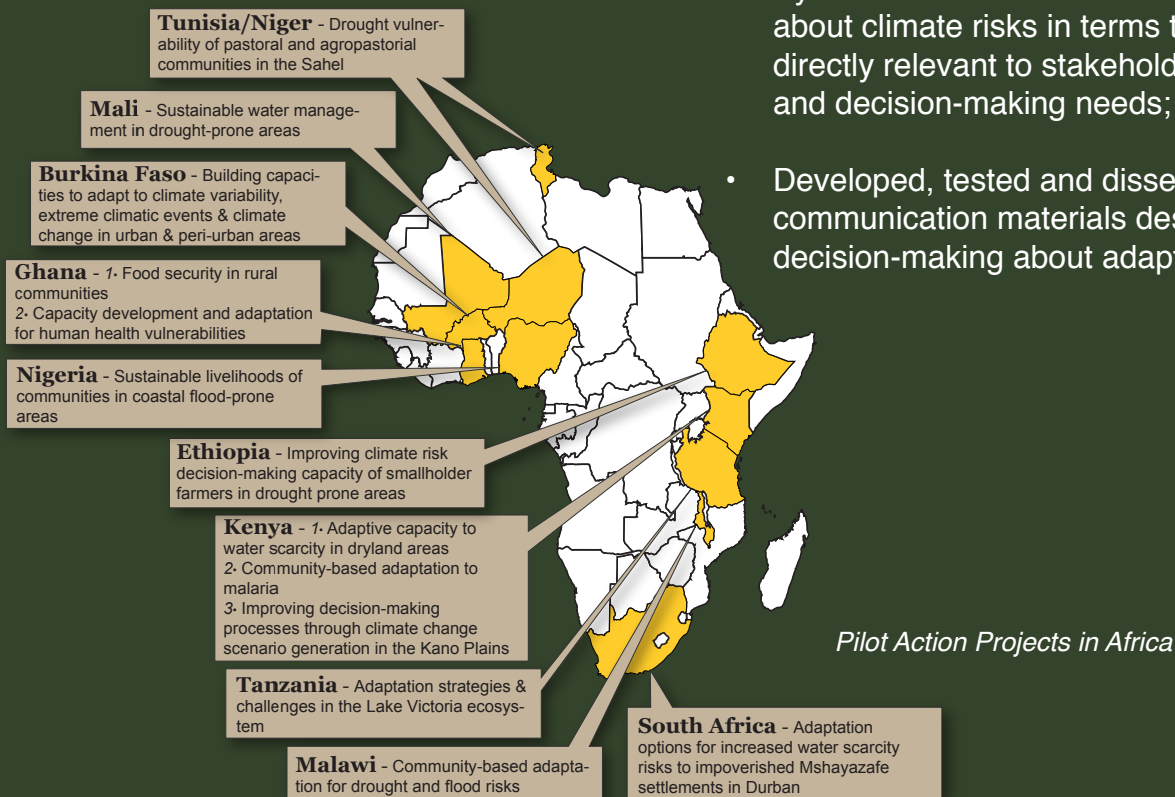 Tunisia/Niger - Drought vulner-
ability of pastoral and agropastorial
communities in the Sahel
Mali - Sustainable water manage-
ment in drought-prone areas
Burkina Faso - Building capaci-
ties to adapt to climate variability,
extreme climatic events & climate
change in urban & peri-urban areas
Ghana - 1• Food security in rural
communities
2• Capacity development and adaptation
for human health vulnerabilities
Nigeria - Sustainable livelihoods of
communities in coastal flood-prone
areas
Ethiopia - Improving climate risk
decision-making capacity of smallholder
farmers in drought prone areas
Kenya - 1• Adaptive capacity to
water scarcity in dryland areas
2• Community-based adaptation to
malaria
3• Improving decision-making
processes through climate change
scenario generation in the Kano Plains
Tanzania - Adaptation strategies &
challenges in the Lake Victoria ecosys-
tem
Malawi - Community-based adapta-
tion for drought and flood risks
South Africa - Adaptation
options for increased water scarcity
risks to impoverished Mshayazafe
settlements in Durban
Pilot Action Projects in Africa
about climate risks in terms
directly relevant to
and decision-making needs;
• Developed, tested and
communication materials
decision-making about